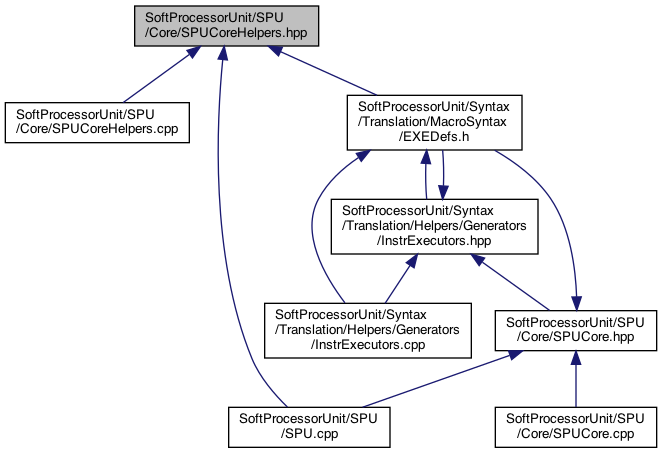 SoftProcessorUnit/SPU
/Core/SPUCoreHelpers.hpp
SoftProcessorUnit/SPU
/Core/SPUCoreHelpers.cpp
SoftProcessorUnit/Syntax
/Translation/MacroSyntax
/EXEDefs.h
SoftProcessorUnit/Syntax
/Translation/Helpers/Generators
/InstrExecutors.hpp
SoftProcessorUnit/Syntax
/Translation/Helpers/Generators
/InstrExecutors.cpp
SoftProcessorUnit/SPU
/Core/SPUCore.hpp
SoftProcessorUnit/SPU
/SPU.cpp
SoftProcessorUnit/SPU
/Core/SPUCore.cpp